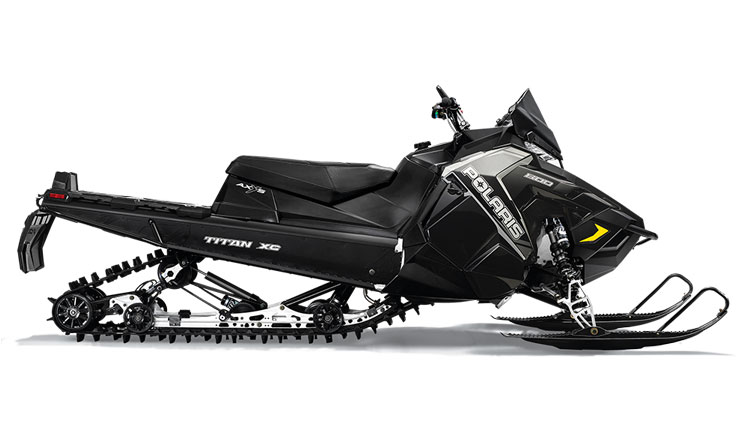 800
POLARIS
AXYS
TITAN XC